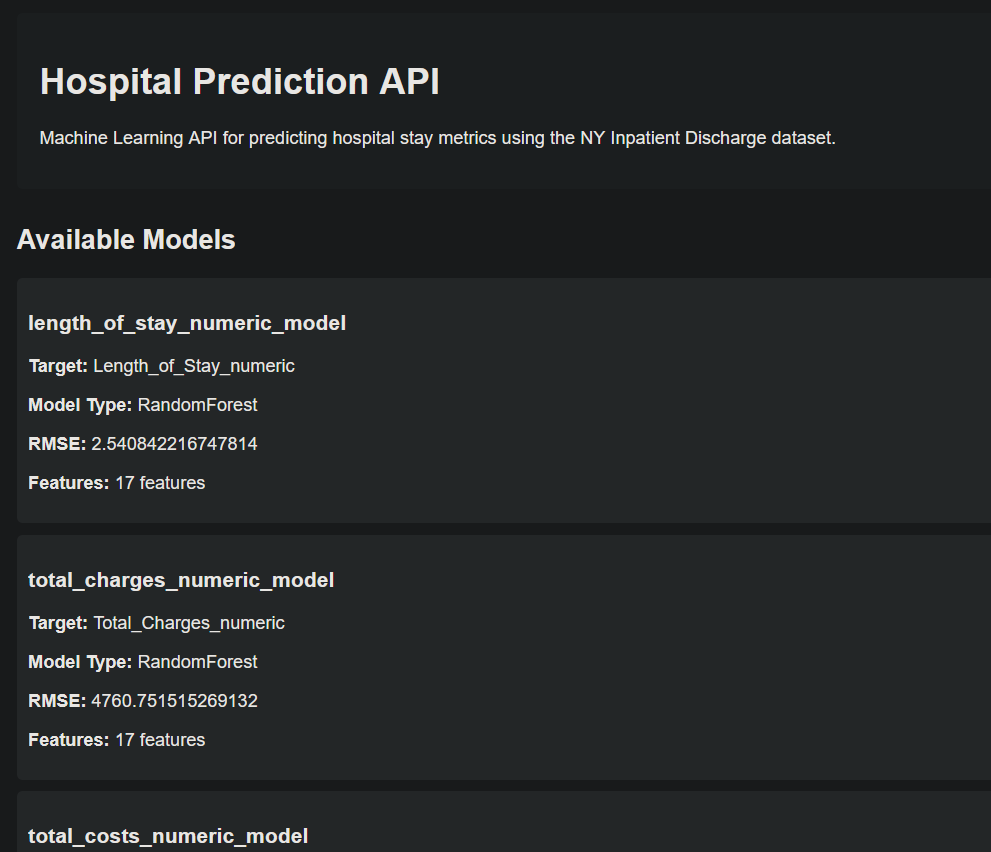 Hospital Prediction API
Machine Learning API for predicting hospital stay metrics using the NY Inpatient Discharge dataset.
Available Models
length_of_stay_numeric_model
Target: Length_of_Stay_numeric
Model Type: RandomForest
RMSE: 2.540842216747814
Features: 17 features
total_charges_numeric_model
Target: Total_Charges_numeric
Model Type: RandomForest
RMSE: 4760.751515269132
Features: 17 features
total_costs_numeric_model